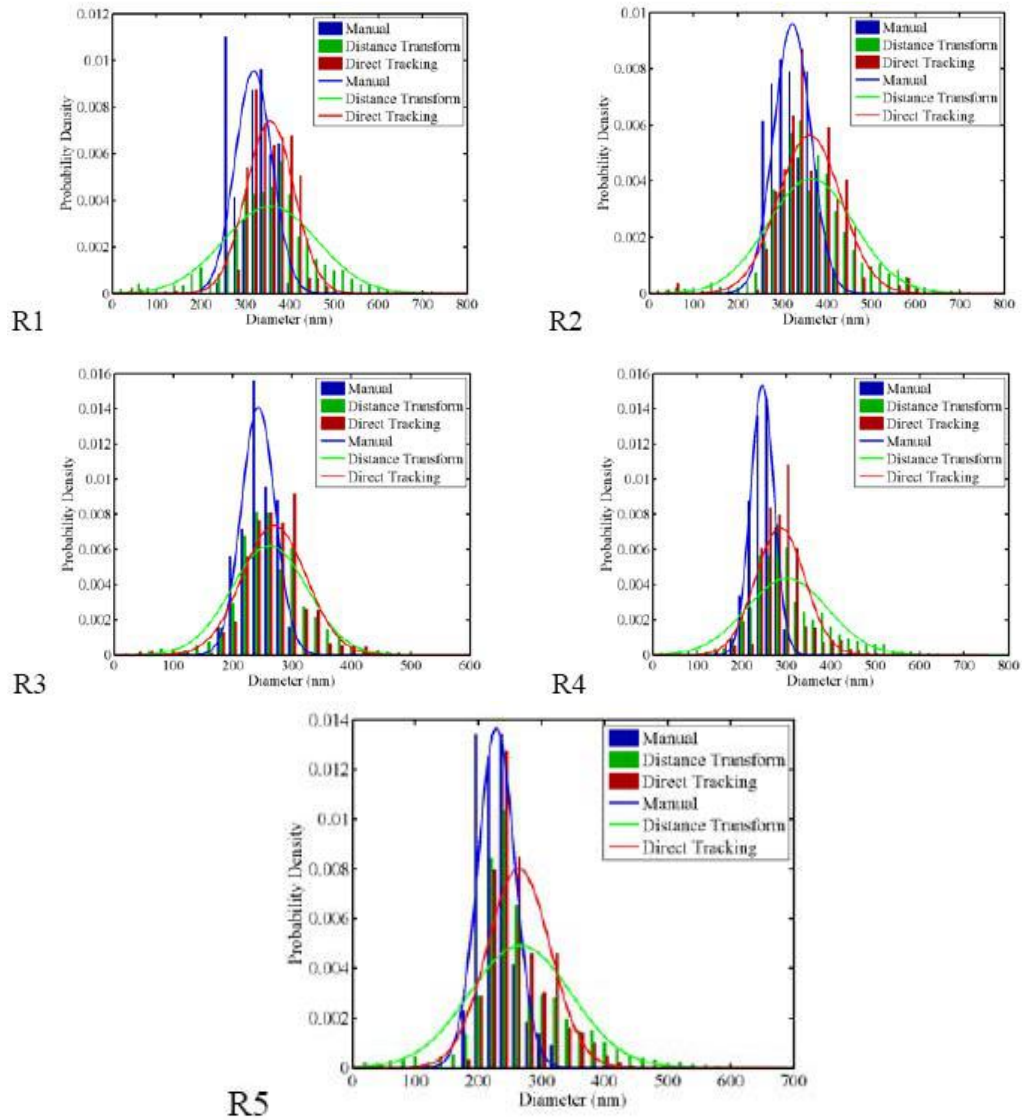 0.012
0.01
0.008
0.006
0.004
0.002
0
Probability Density
0 100 200 300 400 500 600 700 800
Diameter (nm)
Manual
Distance Transform
Direct Tracking
Manual
Distance Transform
Direct Tracking
R1
0.01
0.008
0.006
0.004
0.002
0
Probability Density
0 100 200 300 400 500 600 700 800
Diameter (nm)
Manual
Distance Transform
Direct Tracking
Manual
Distance Transform
Direct Tracking
R2
0.016
0.014
0.012
0.01
0.008
0.006
0.004
0.002
0
Probability Density
0 100 200 300 400 500 600
Diameter (nm)
Manual
Distance Transform
Direct Tracking
Manual
Distance Transform
Direct Tracking
R3
0.016
0.014
0.012
0.01
0.008
0.006
0.004
0.002
0
Probability Density
0 100 200 300 400 500 600 700 800
Diameter (nm)
Manual
Distance Transform
Direct Tracking
Manual
Distance Transform
Direct Tracking
R4
0.014
0.012
0.01
0.008
0.006
0.004
0.002
0
Probability Density
0 100 200 300 400 500 600 700
Diameter (nm)
Manual
Distance Transform
Direct Tracking
Manual
Distance Transform
Direct Tracking
R5